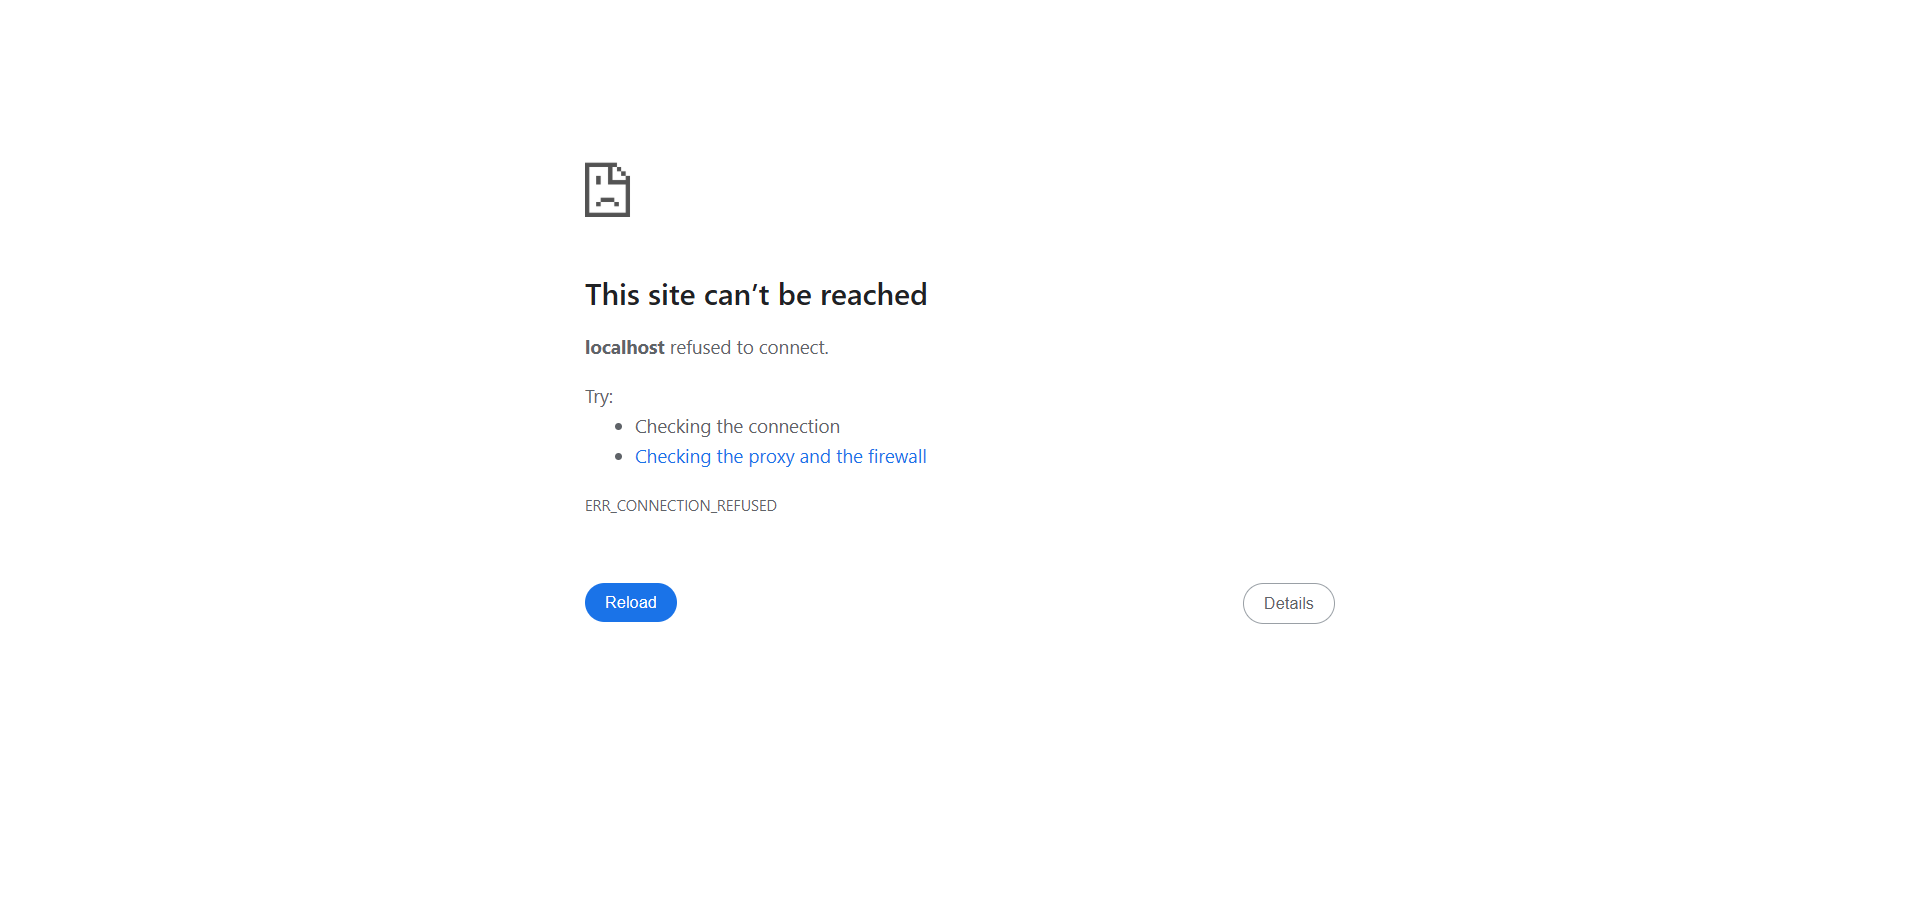 This site can’t be reached
localhost refused to connect.
Try:
Checking the connection
Checking the proxy and the firewall
ERR_CONNECTION_REFUSED
Reload
Details